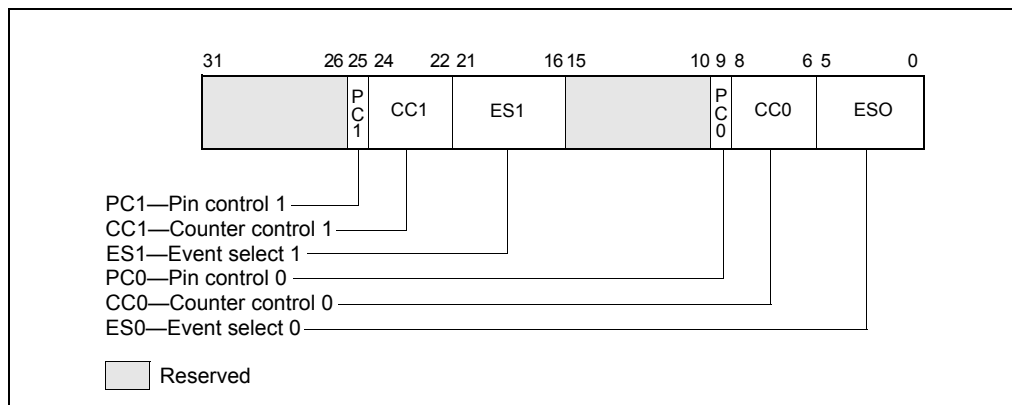 31 26 25 24 22 21 16 15 10 9 8 6 5 0
PC1 CC1 ES1 PC0 CC0 ESO
PC1—Pin control 1
CC1—Counter control 1
ES1—Event select 1
PC0—Pin control 0
CC0—Counter control 0
ES0—Event select 0
Reserved